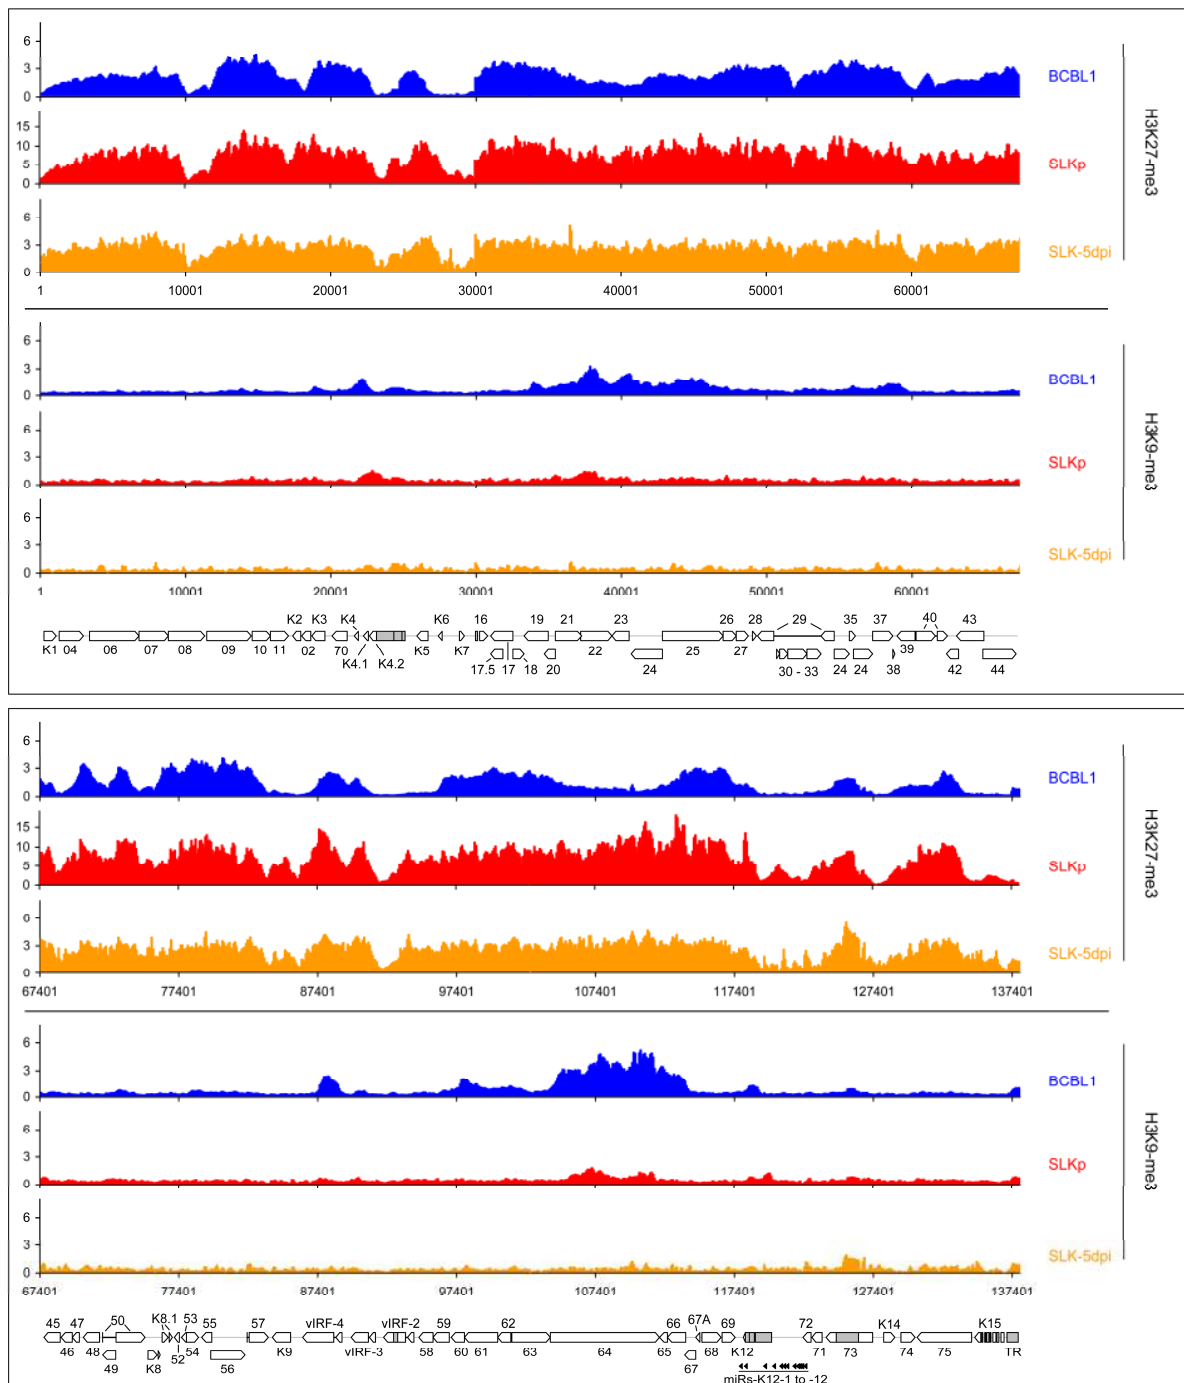 6
3
0
BCBL1
15
10
5
0
SLKp
6
3
0
SLK-5dpi
H3K27-me3
1 10001 20001 30001 40001 50001 60001
6
3
0
BCBL1
6
3
0
SLKp
6
3
0
SLK-5dpi
H3K9-me3
1 10001 20001 30001 40001 50001 60001
K2 K3 K4 K6 16 19 21 23 26 28 29 35 37 40 43
K1 04 06 07 08 09 10 11 02 70 K4.1 K4.2 K5 K7 17.5 17 18 20 22 24 25 27 30 - 33 24 24 38 39 42 44
6
3
0
BCBL1
15
10
5
0
SLKp
6
3
0
SLK-5dpi
H3K27-me3
67401 77401 87401 97401 107401 117401 127401 137401
6
3
0
BCBL1
6
3
0
SLKp
6
3
0
SLK-5dpi
H3K9-me3
67401 77401 87401 97401 107401 117401 127401 137401
45 47 50 K8.1 53 55 57 vIRF-4 vIRF-2 59 62 66 67A 69 72 K14 K15
46 48 49 K8 52 54 56 K9 vIRF-3 58 60 61 63 64 65 67 68 K12 71 73 74 75 TR
miRs-K12-1 to -12